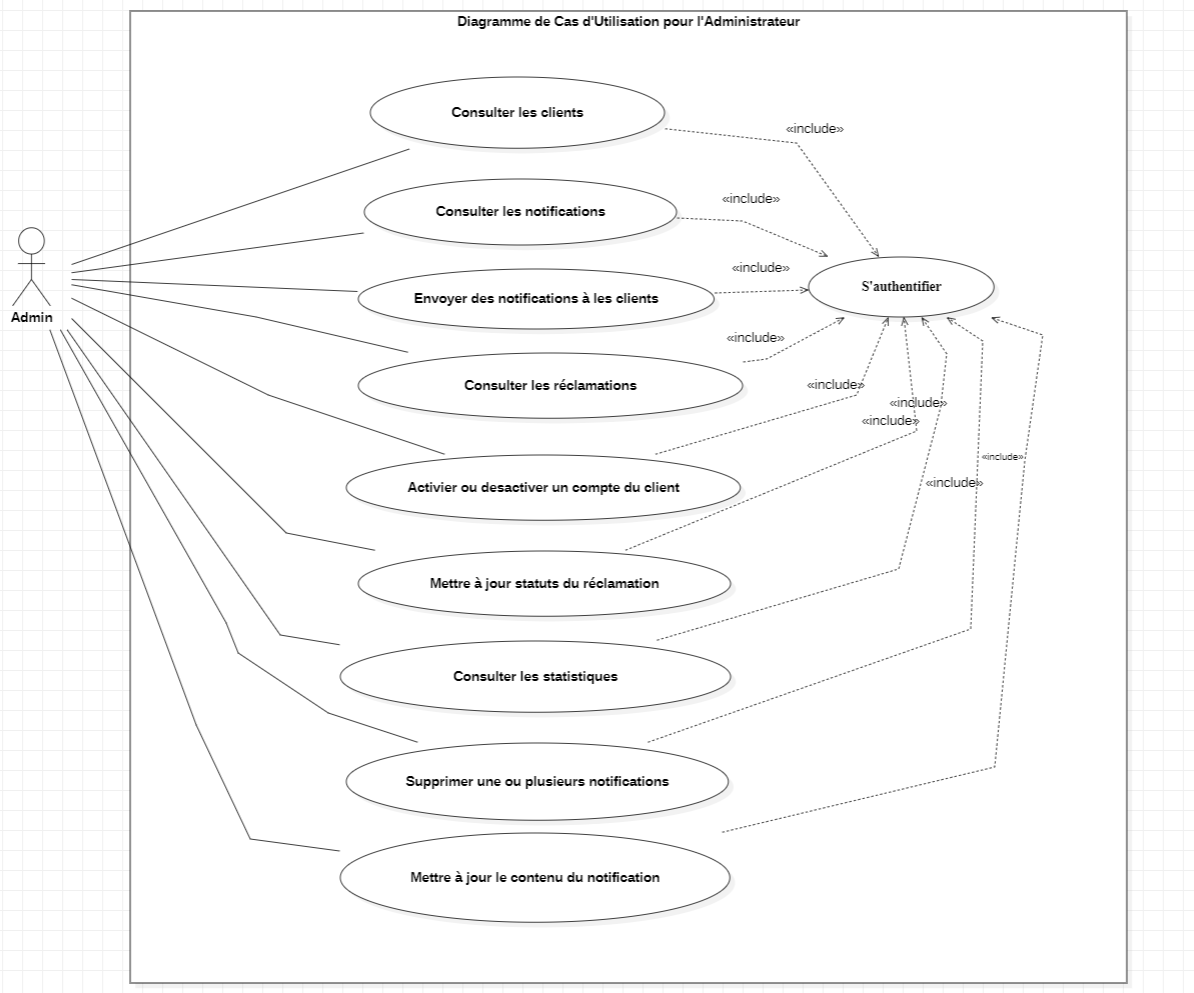 Diagramme de Cas d'Utilisation pour l'Administrateur
Consulter les clients
«include»
«include»
Consulter les notifications
«include»
S'authentifier
Envoyer des notifications à les clients
Admin
«include»
Consulter les réclamations
«include»
«include»
«include»
«include»
«include»
Activier ou desactiver un compte du client
Mettre à jour statuts du réclamation
Consulter les statistiques
Supprimer une ou plusieurs notifications
Mettre à jour le contenu du notification